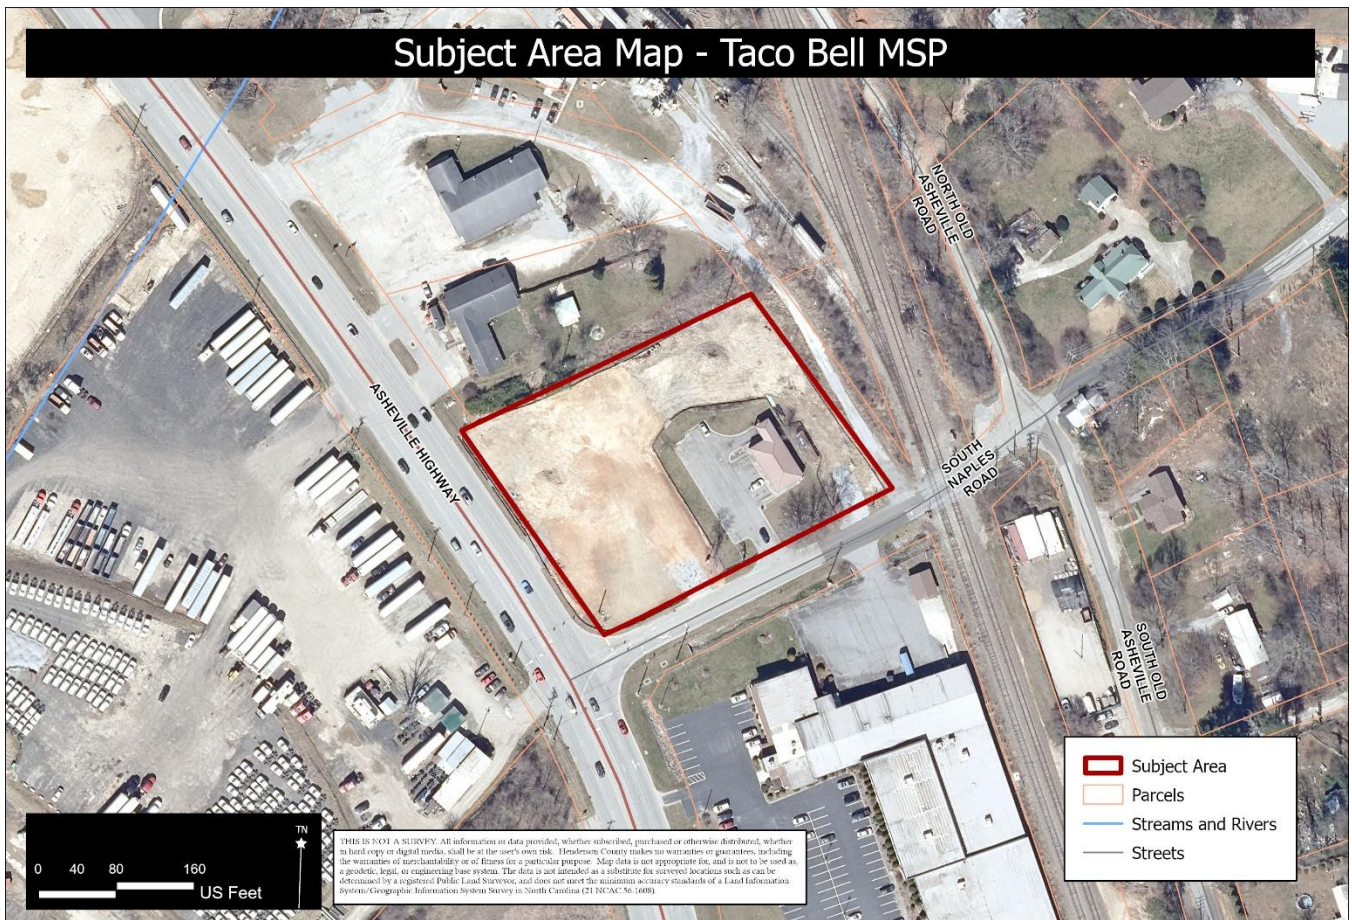 Subject Area Map - Taco Bell MSP
NORTH OLD
ASHEVILLE
ROAD
ASHEVILLE HIGHWAY
SOUTH
NAPLES
ROAD
SOUTH OLD
ASHEVILLE
ROAD
Subject Area
Parcels
Streams and Rivers
Streets
TN
0 40 80 160
US Feet
THIS IS NOT A SURVEY. All information or data provided, whether subscribed, purchased or otherwise distributed, whether
in hard copy or digital media, shall be at the user's own risk. Henderson County makes no warranties or guarantees, including
the warranties of merchantability or of fitness for a particular purpose. Map data is not appropriate for, and is not to be used as,
a geodetic, legal, or engineering base system. The data is not intended as a substitute for surveyed locations such as can be
determined by a registered Public Land Surveyor, and does not meet the minimum accuracy standards of a Land Information
System/Geographic Information System Survey in North Carolina (21 NCAC 56.1608).